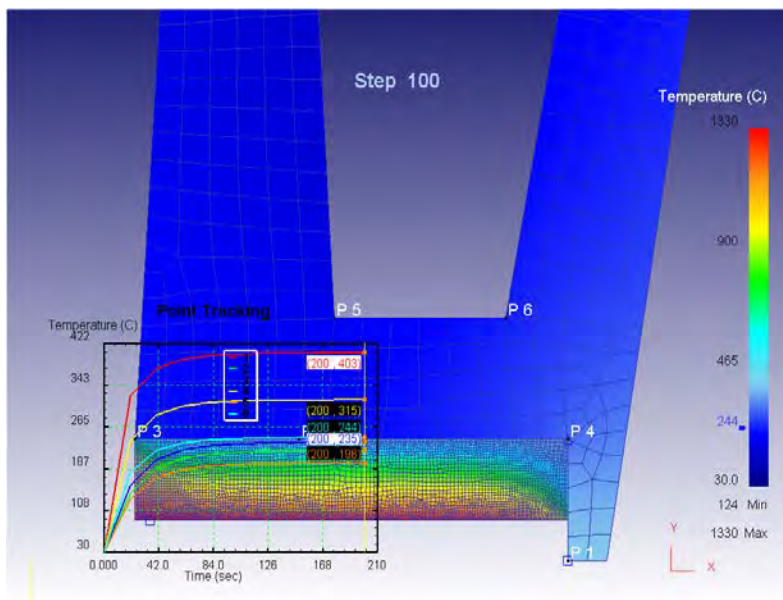 Step 100
Temperature (C)
1330
900
465
244
30.0
124 Min
1330 Max
P 5
P 6
Point Tracking
Temperature (C)
422
343
265
187
108
30
(200 , 403)
(200 , 315)
(200 , 244)
(200 , 235)
(200 , 198)
P 3
P 4
P 1
0.000
42.0
84.0
126
168
210
Time (sec)
Y
X